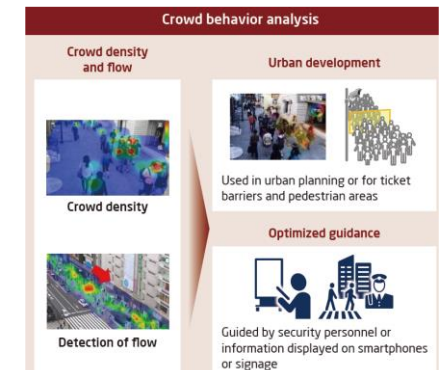 Crowd behavior analysis
Crowd density
and flow
Crowd density
Detection of flow
Urban development
Used in urban planning or for ticket
barriers and pedestrian areas
Optimized guidance
Guided by security personnel or
information displayed on smartphones
or signage